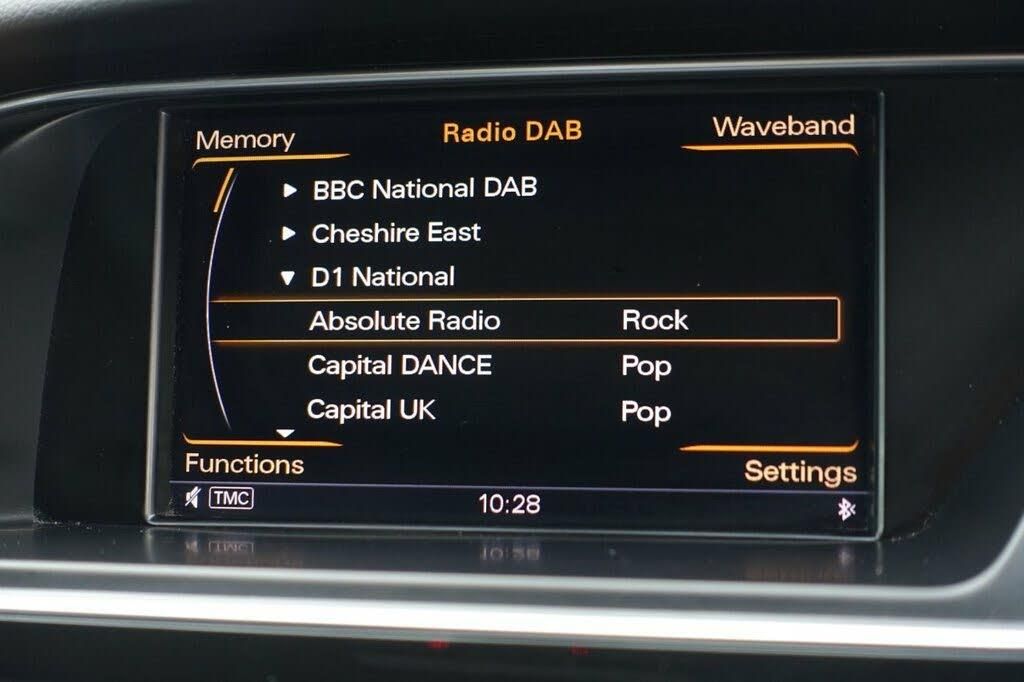 Memory Radio DAB Waveband
BBC National DAB
Cheshire East
D1 National
Absolute Radio Rock
Capital DANCE Pop
Capital UK Pop
Functions Settings
TMC 10:28